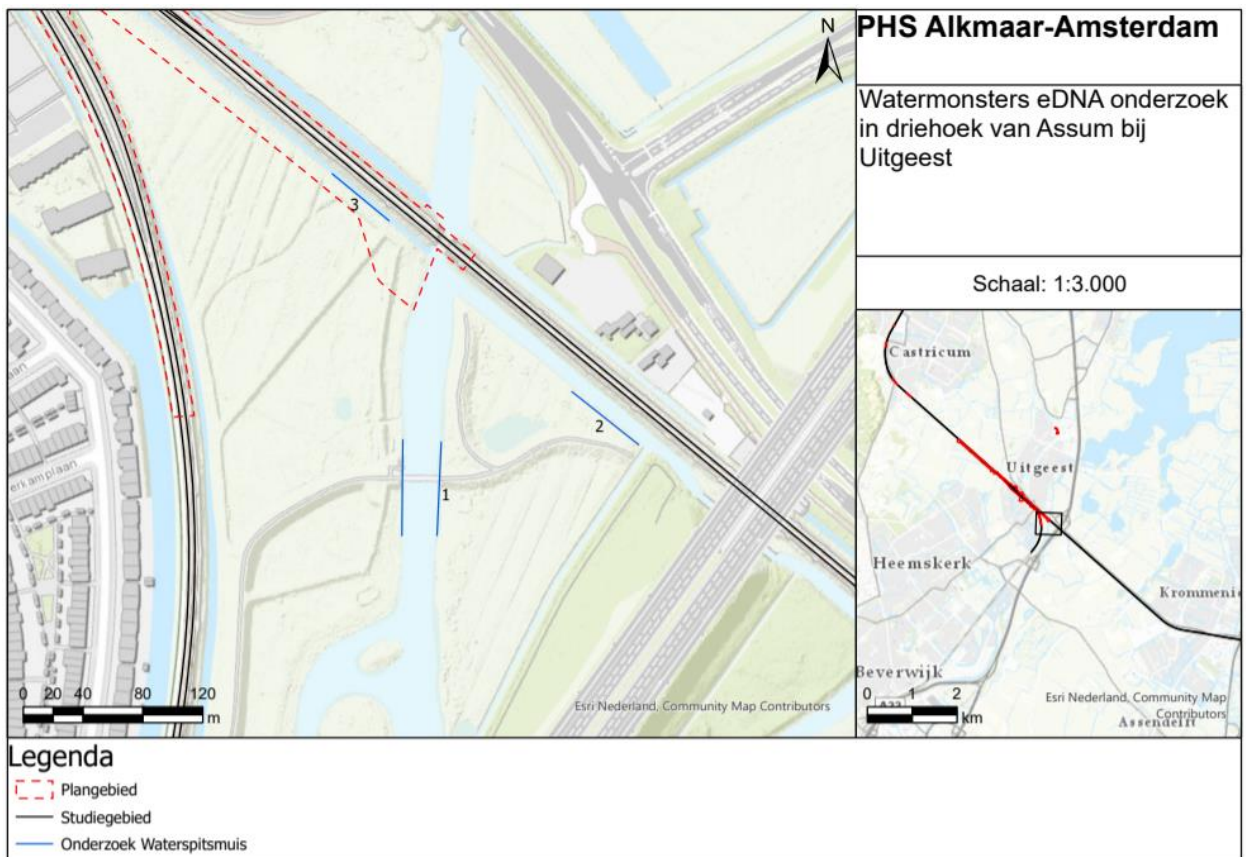 PHS Alkmaar-Amsterdam
Watermonsters eDNA onderzoek
in driehoek van Assum bij
Uitgeest
Schaal: 1:3.000
N
3
2
1
erkamplaan
aan
0 20 40 80 120
m
Esri Nederland, Community Map Contributors
Castricum
Uitgeest
Heemskerk
Krommenie
Beverwijk
Assendelft
0 1 2
km
Esri Nederland, Community Map
Contributors
Legenda
Plangebied
Studiegebied
Onderzoek Waterspitsmuis